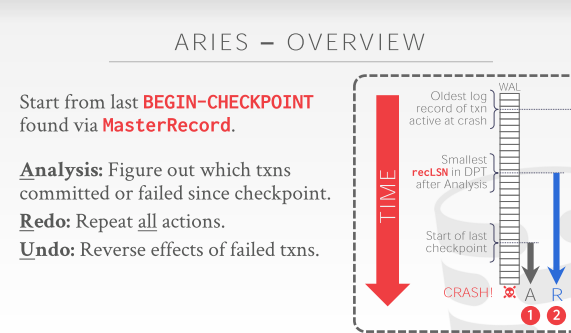 ARIES – OVERVIEW
Start from last BEGIN-CHECKPOINT
found via MasterRecord.
Analysis: Figure out which txns
committed or failed since checkpoint.
Redo: Repeat all actions.
Undo: Reverse effects of failed txns.
TIME
WAL
Oldest log
record of txn
active at crash
Smallest
recLSN in DPT
after Analysis
Start of last
checkpoint
CRASH!
A
R
1
2